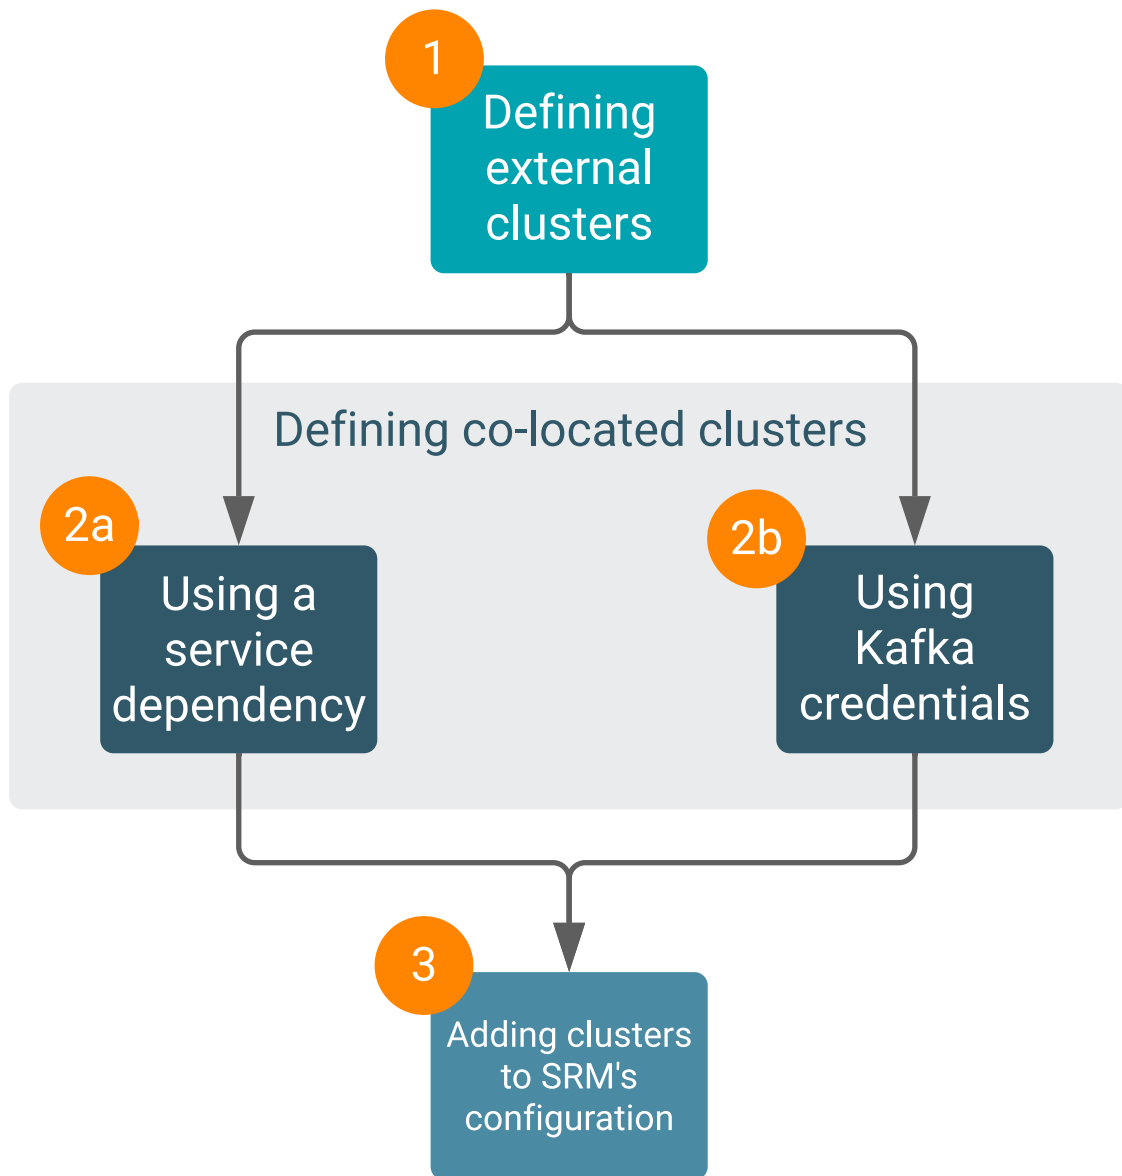 1
Defining
external
clusters
Defining co-located clusters
2a
Using a
service
dependency
2b
Using
Kafka
credentials
3
Adding clusters
to SRM's
configuration